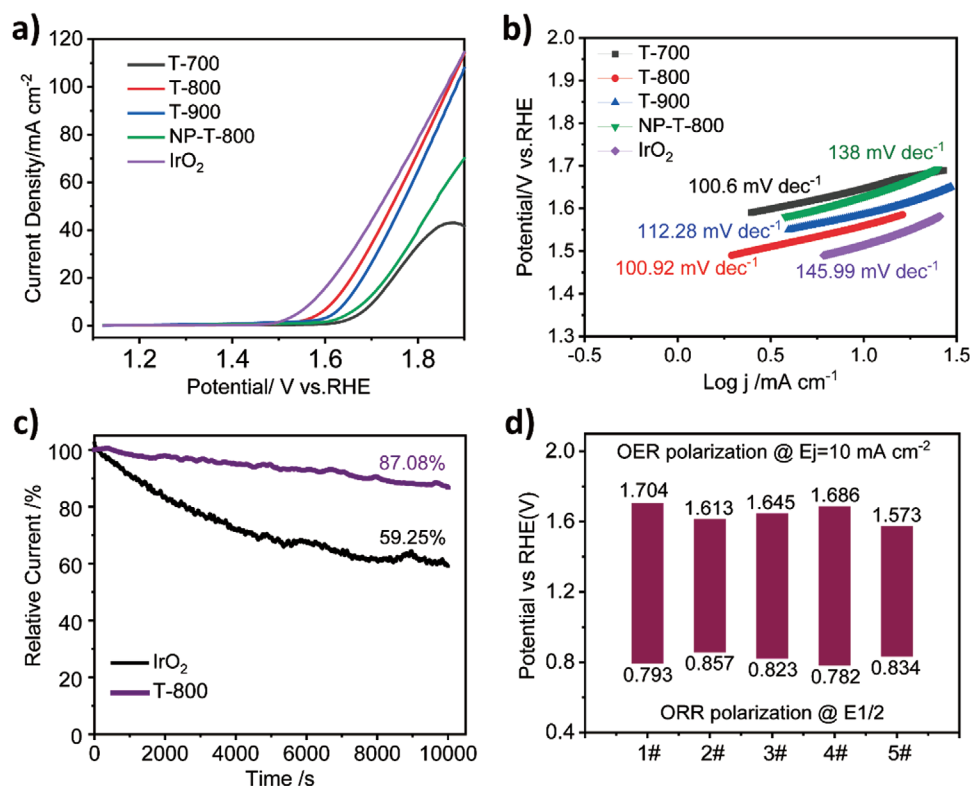 a)
120
100
80
60
40
20
0
Current Density/mA cm⁻²
T-700
T-800
T-900
NP-T-800
IrO₂
1.2
1.4
1.6
1.8
Potential/ V vs.RHE
b)
2.0
1.9
1.8
1.7
1.6
1.5
1.4
1.3
Potential/V vs.RHE
T-700
T-800
T-900
NP-T-800
IrO₂
138 mV dec⁻¹
100.6 mV dec⁻¹
112.28 mV dec⁻¹
100.92 mV dec⁻¹
145.99 mV dec⁻¹
-0.5
0.0
0.5
1.0
1.5
Log j /mA cm⁻¹
c)
100
80
60
40
20
0
Relative Current /%
87.08%
59.25%
IrO₂
T-800
0
2000
4000
6000
8000
10000
Time /s
d)
2.0
1.6
1.2
0.8
0.4
Potential vs RHE(V)
OER polarization @ Ej=10 mA cm⁻²
1.704
1.613
1.645
1.686
1.573
0.793
0.857
0.823
0.782
0.834
ORR polarization @ E1/2
1#
2#
3#
4#
5#